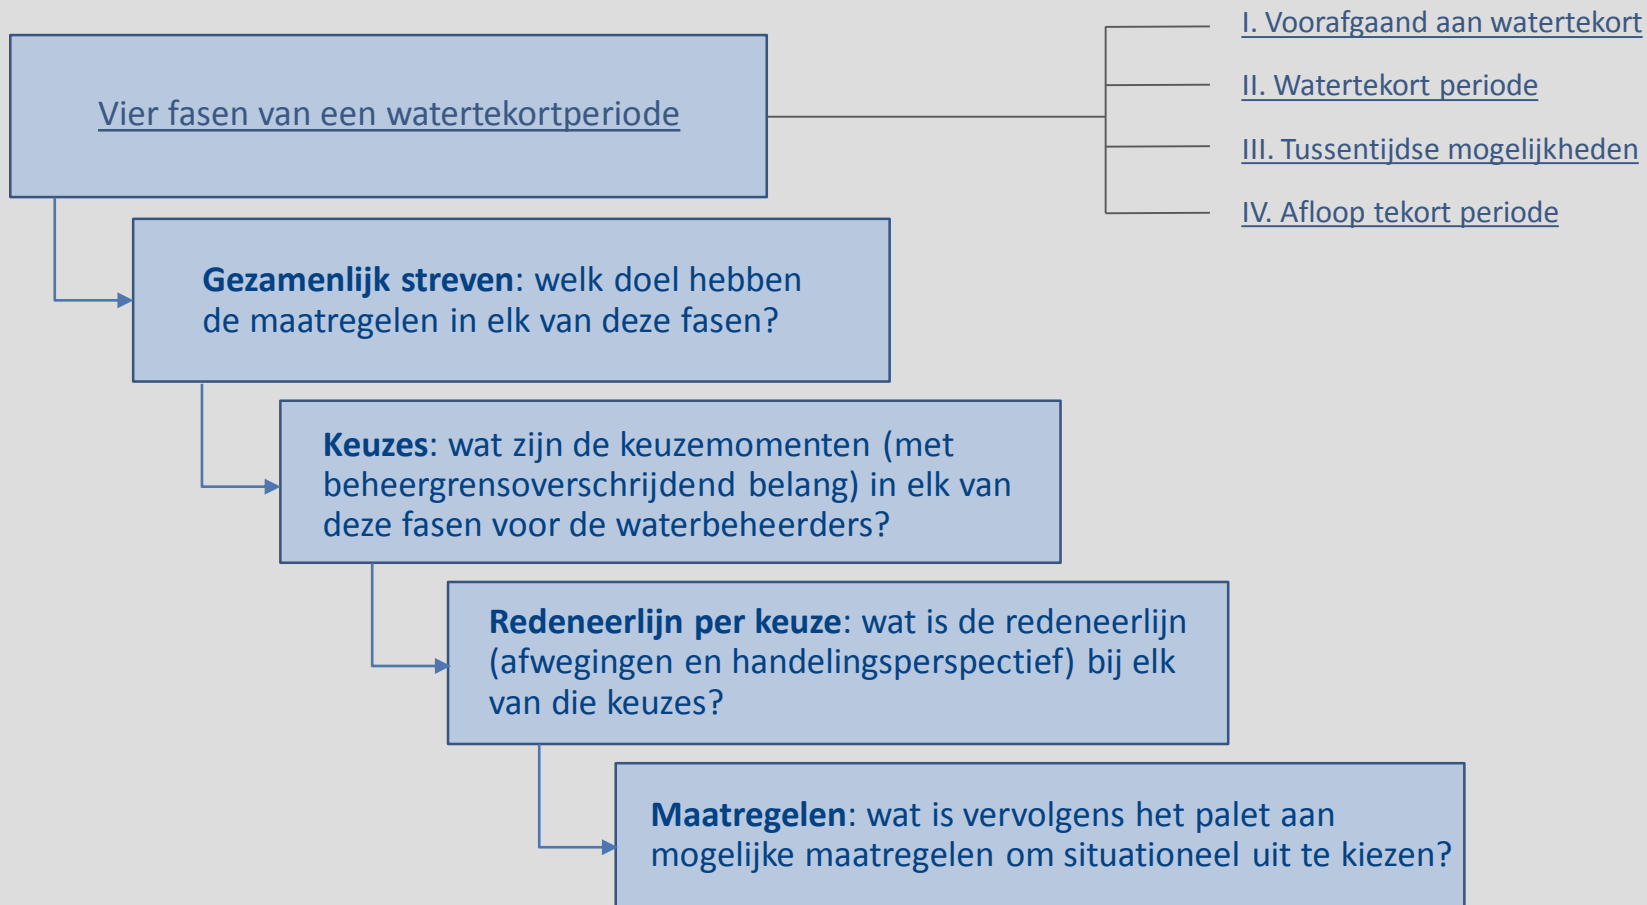 Vier fasen van een watertekortperiode
I. Voorafgaand aan watertekort
II. Watertekort periode
III. Tussentijdse mogelijkheden
IV. Afloop tekort periode
Gezamenlijk streven: welk doel hebben
de maatregelen in elk van deze fasen?
Keuzes: wat zijn de keuzemomenten (met
beheergrensoverschrijdend belang) in elk van
deze fasen voor de waterbeheerders?
Redeneerlijn per keuze: wat is de redeneerlijn
(afwegingen en handelingsperspectief) bij elk
van die keuzes?
Maatregelen: wat is vervolgens het palet aan
mogelijke maatregelen om situationeel uit te kiezen?